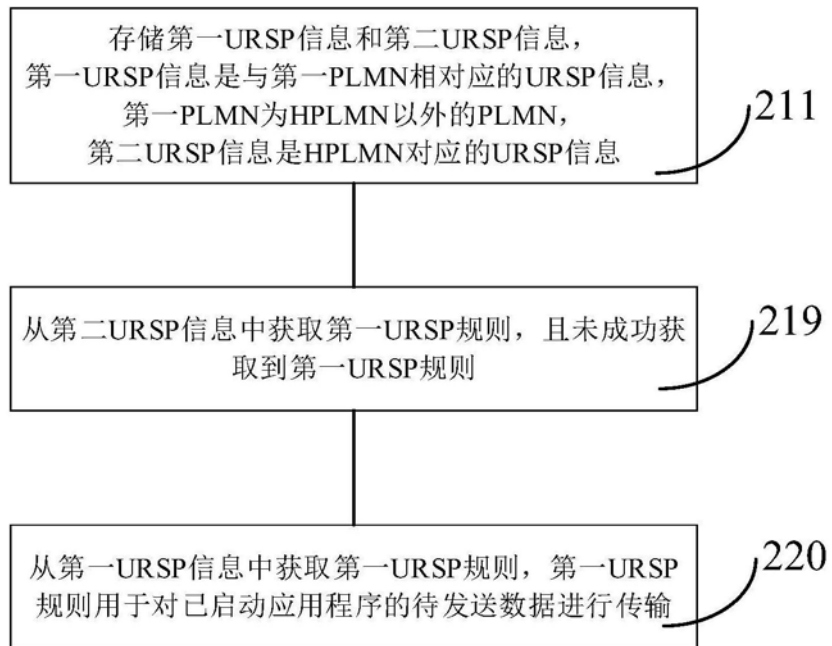 存储第一URSP信息和第二URSP信息，
第一URSP信息是与第一PLMN相对应的URSP信息，
第一PLMN为HPLMN以外的PLMN，
第二URSP信息是HPLMN对应的URSP信息
211
从第二URSP信息中获取第一URSP规则，且未成功获
取到第一URSP规则
219
从第一URSP信息中获取第一URSP规则，第一URSP
规则用于对已启动应用程序的待发送数据进行传输
220